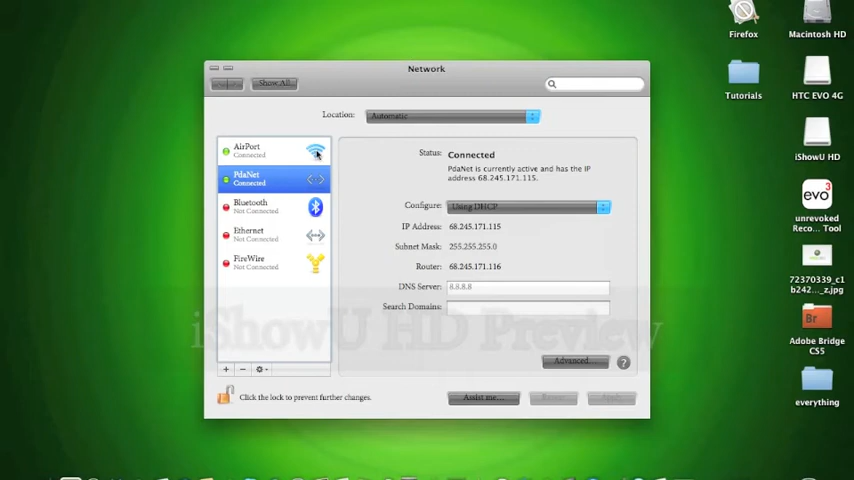 Network
Show All
Location: Automatic
AirPort
Connected
PdaNet
Connected
Bluetooth
Not Connected
Ethernet
Not Connected
FireWire
Not Connected
Status: Connected
PdaNet is currently active and has the IP
address 68.245.171.115.
Configure: Using DHCP
IP Address: 68.245.171.115
Subnet Mask: 255.255.255.0
Router: 68.245.171.116
DNS Server: 8.8.8.8
Search Domains:
iShowU HD Preview
Advanced... ?
Click the lock to prevent further changes.
Assist me...
Revert
Apply
Firefox
Macintosh HD
Tutorials
HTC EVO 4G
iShowU HD
evo 3
unrevoked
Reco... Tool
72370339_c1
b242..._z.jpg
Br
Adobe Bridge
CS5
everything